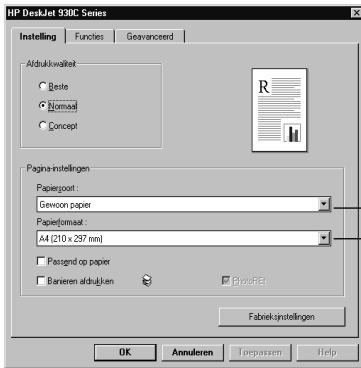 HP DeskJet 930C Series
Instelling Functies Geavanceerd
Afdrukkwaliteit
Beste
Normaal
Concept
R
Pagina-instellingen
Papiersoort :
Gewoon papier
Papierformaat :
A4 (210 x 297 mm)
Passend op papier
Banieren afdrukken PhotoREt
Fabrieksinstellingen
OK Annuleren Toepassen Help